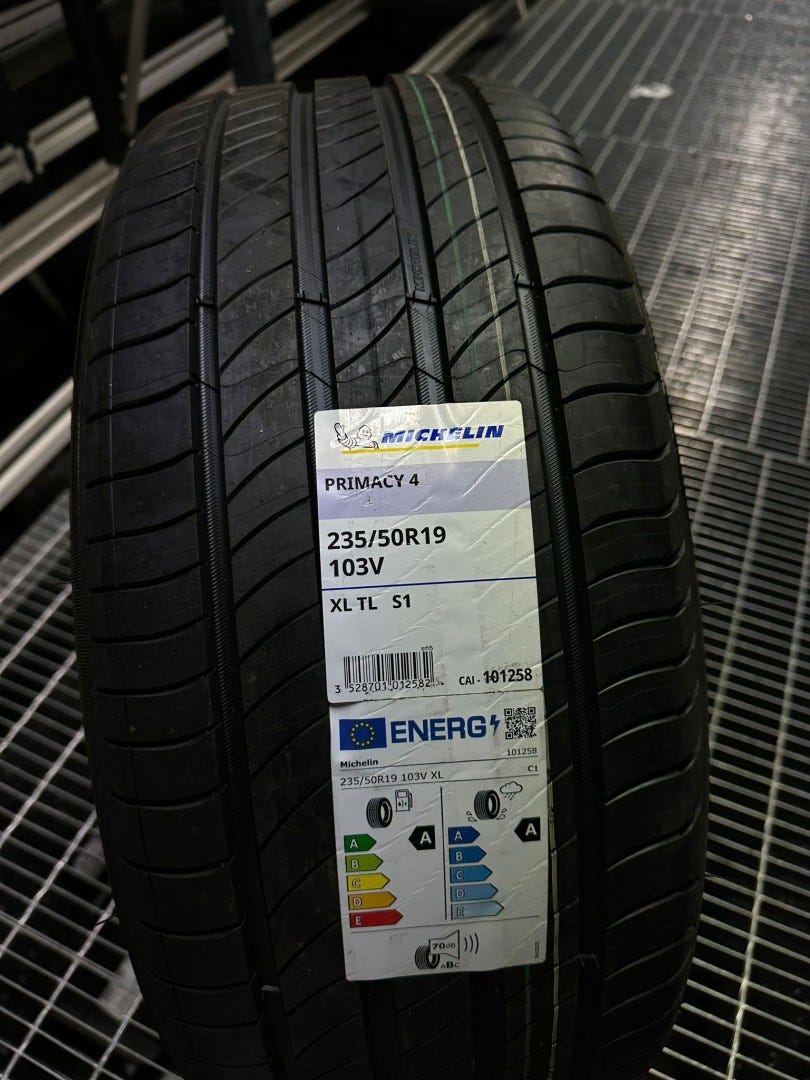 MICHELIN
MICHELIN
PRIMACY 4
235/50R19
103V
XL TL S1
3 528701 012582
CAI - 101258
ENERG
101258
Michelin
235/50R19 103V XL
C1
A
A
A
B
C
D
E
A
B
C
D
E
70dB
ABC